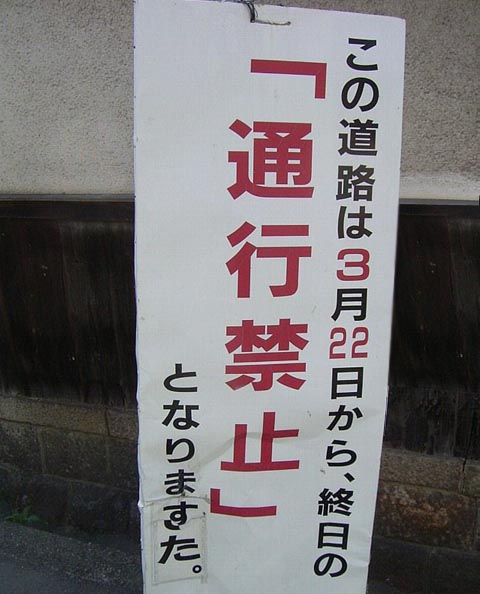 この道路は3月22日から、終日の
「通行禁止」
となりました。